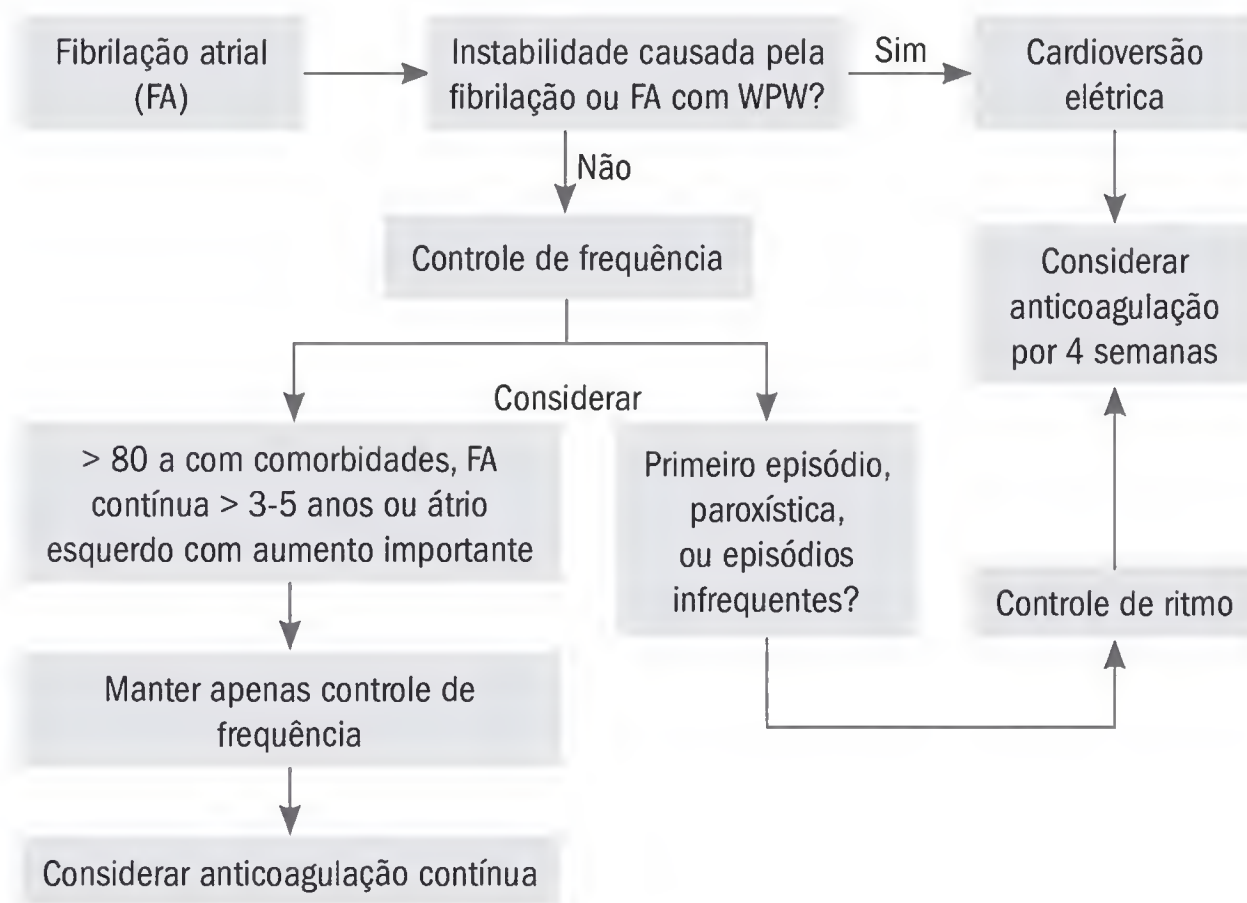 Fibrilação atrial
(FA)
Instabilidade causada pela
fibrilação ou FA com WPW?
Sim
Cardioversão
elétrica
Não
Controle de frequência
Considerar
anticoagulação
por 4 semanas
Considerar
> 80 a com comorbidades, FA
contínua > 3-5 anos ou átrio
esquerdo com aumento importante
Primeiro episódio,
paroxística,
ou episódios
infrequentes?
Controle de ritmo
Manter apenas controle de
frequência
Considerar anticoagulação contínua